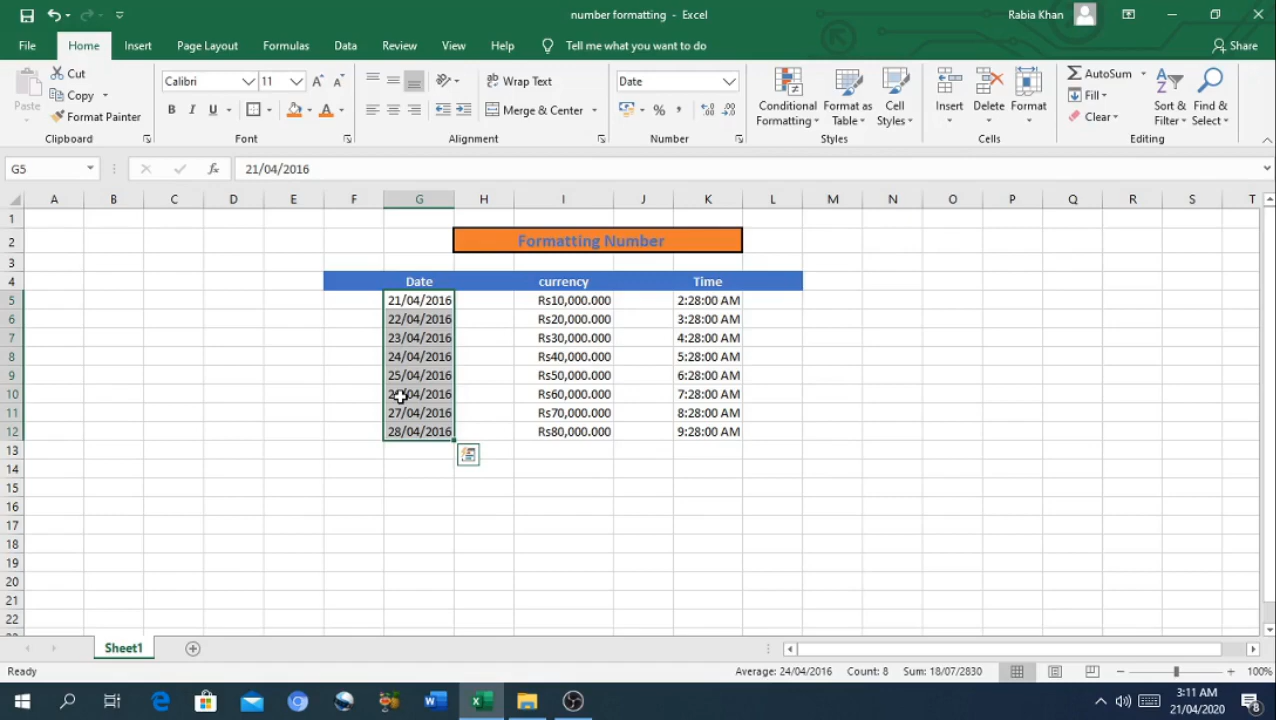 number formatting - Excel
Rabia Khan
File Home Insert Page Layout Formulas Data Review View Help Tell me what you want to do Share
Paste
Cut
Copy
Format Painter
Clipboard
Calibri 11
B I U
Font
Wrap Text
Merge & Center
Alignment
Date
%
Number
Conditional Formatting
Format as Table
Cell Styles
Styles
Insert Delete Format
Cells
AutoSum
Fill
Clear
Sort & Filter
Find & Select
Editing
G5 fx 21/04/2016
A B C D E F G H I J K L M N O P Q R S T
1
2 Formatting Number
3
4 Date currency Time
5 21/04/2016 Rs10,000.000 2:28:00 AM
6 22/04/2016 Rs20,000.000 3:28:00 AM
7 23/04/2016 Rs30,000.000 4:28:00 AM
8 24/04/2016 Rs40,000.000 5:28:00 AM
9 25/04/2016 Rs50,000.000 6:28:00 AM
10 /04/2016 Rs60,000.000 7:28:00 AM
11 27/04/2016 Rs70,000.000 8:28:00 AM
12 28/04/2016 Rs80,000.000 9:28:00 AM
13
14
15
16
17
18
19
20
21
22
Sheet1
Ready Average: 24/04/2016 Count: 8 Sum: 18/07/2830 100%
3:11 AM
21/04/2020
8